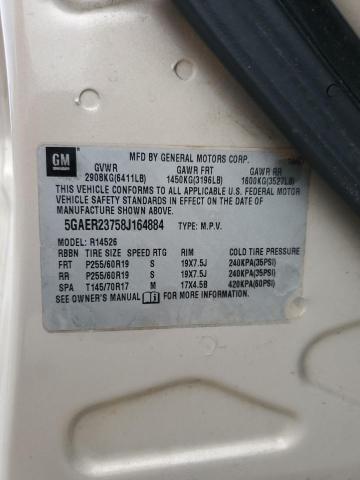 GM
MFD BY GENERAL MOTORS CORP.
GVWR GAWR FRT GAWR RR
2908KG(6411LB) 1450KG(3196LB) 1600KG(3527LB)
THIS VEHICLE CONFORMS TO ALL APPLICABLE U.S. FEDERAL MOTOR
VEHICLE SAFETY STANDARDS IN EFFECT ON THE DATE OF
MANUFACTURE SHOWN ABOVE.
5GAER23758J164884 TYPE: M.P.V.
MODEL: R14526
RBBN TIRE SIZE SPEED RTG RIM COLD TIRE PRESSURE
FRT P255/60R19 S 19X7.5J 240KPA(35PSI)
RR P255/60R19 S 19X7.5J 240KPA(35PSI)
SPA T145/70R17 M 17X4.5B 420KPA(60PSI)
SEE OWNER'S MANUAL FOR MORE INFORMATION.